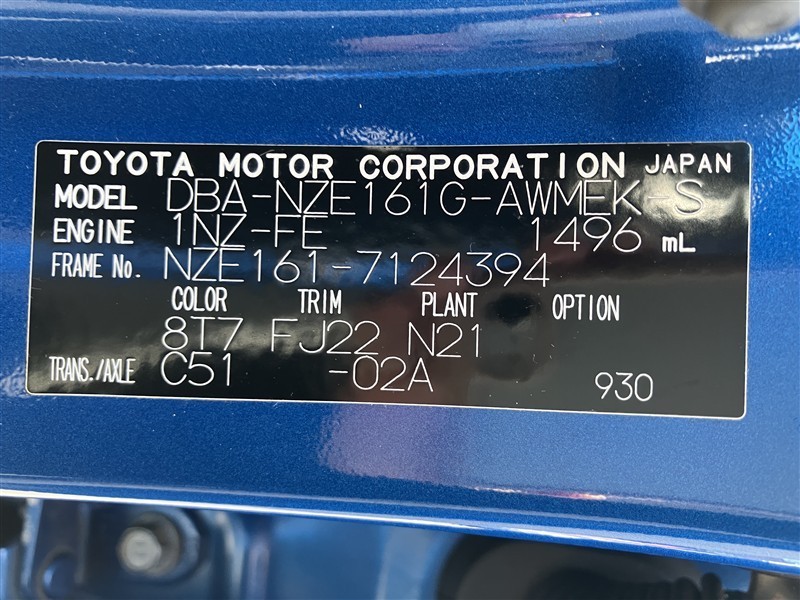 TOYOTA MOTOR CORPORATION JAPAN
MODEL DBA-NZE161G-AWMEK-S
ENGINE 1NZ-FE 1496 mL
FRAME No. NZE161-7124394
COLOR TRIM PLANT OPTION
8T7 FJ22 N21
TRANS./AXLE C51 -02A 930